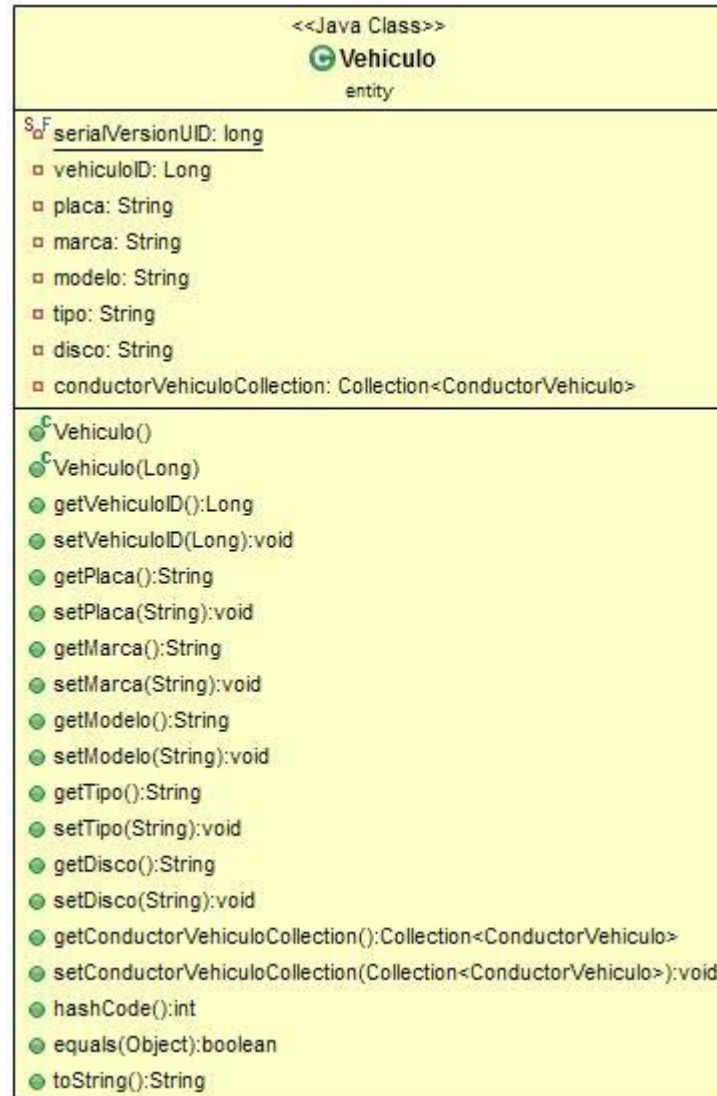 <<Java Class>>
Vehiculo
entity
serialVersionUID: long
vehiculoID: Long
placa: String
marca: String
modelo: String
tipo: String
disco: String
conductorVehiculoCollection: Collection<ConductorVehiculo>
Vehiculo()
Vehiculo(Long)
getVehiculoID():Long
setVehiculoID(Long):void
getPlaca():String
setPlaca(String):void
getMarca():String
setMarca(String):void
getModelo():String
setModelo(String):void
getTipo():String
setTipo(String):void
getDisco():String
setDisco(String):void
getConductorVehiculoCollection():Collection<ConductorVehiculo>
setConductorVehiculoCollection(Collection<ConductorVehiculo>):void
hashCode():int
equals(Object):boolean
toString():String